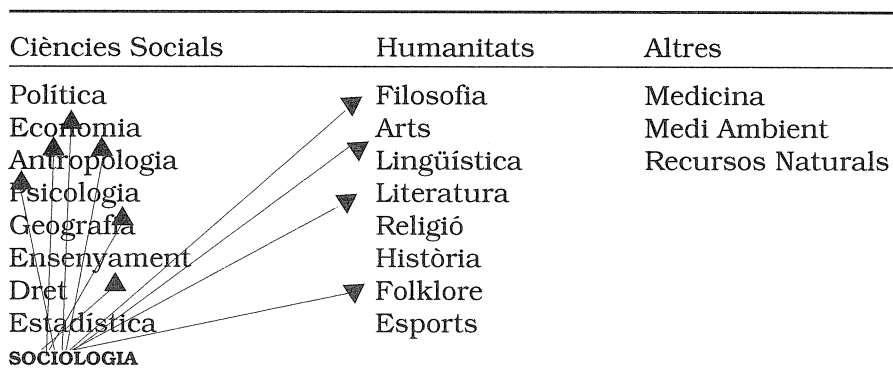 Ciències Socials Humanitats Altres
Política Filosofia Medicina
Economia Arts Medi Ambient
Antropologia Lingüística Recursos Naturals
Psicologia Literatura
Geografia Religió
Ensenyament Història
Dret Folklore
Estadística Esports
SOCIOLOGIA